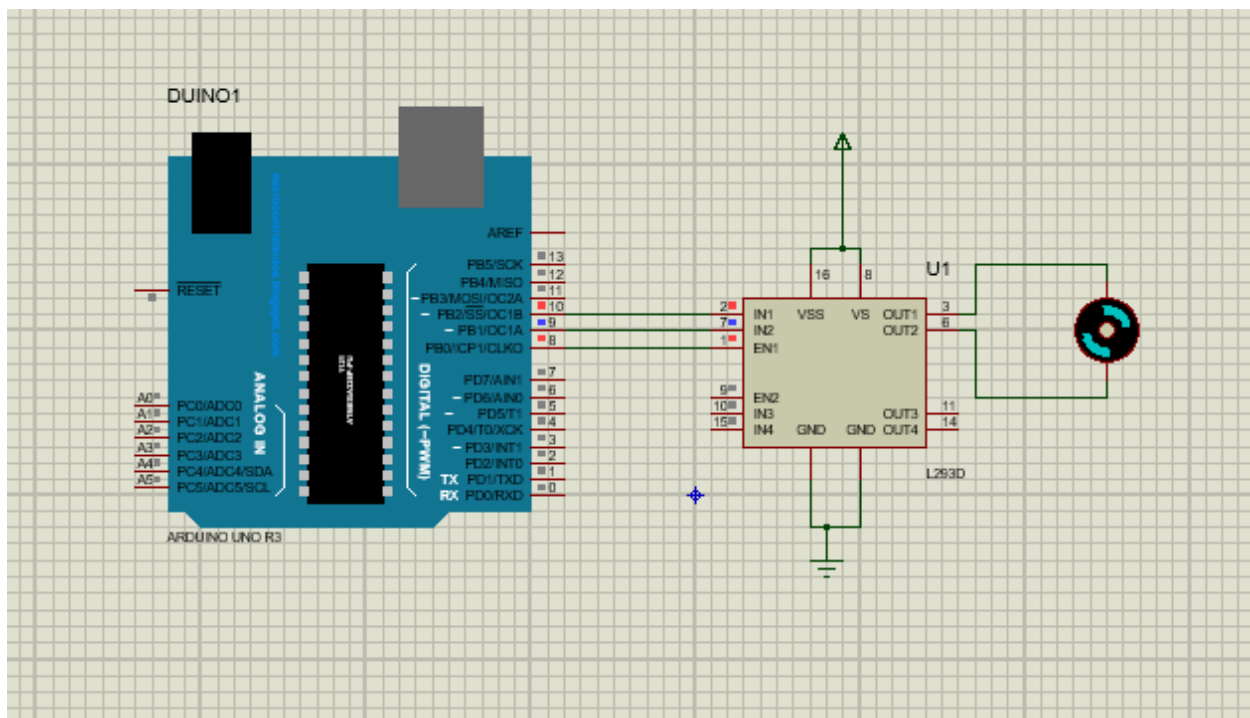 DUINO1
AREF
13
PB5/SCK
12
PB4/MISO
11
~PB3/MOSI/OC2A
10
~ PB2/SS/OC1B
9
~ PB1/OC1A
8
PB0/ICP1/CLKO
7
PD7/AIN1
6
~ PD6/AIN0
5
~ PD5/T1
4
PD4/T0/XCK
3
~ PD3/INT1
2
PD2/INT0
1
TX PD1/TXD
0
RX PD0/RXD
RESET
DIGITAL (~PWM)
ANALOG IN
A0
PC0/ADC0
A1
PC1/ADC1
A2
PC2/ADC2
A3
PC3/ADC3
A4
PC4/ADC4/SDA
A5
PC5/ADC5/SCL
ARDUINO UNO R3
U1
16
8
2
IN1
VSS
VS
OUT1
3
7
IN2
OUT2
6
1
EN1
9
EN2
10
IN3
OUT3
11
15
IN4
GND
GND
OUT4
14
L293D